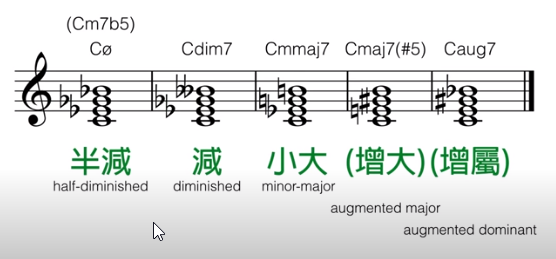 (Cm7b5)
Cø Cdim7 Cmmaj7 Cmaj7(#5) Caug7
半減 減 小大 (增大) (增屬)
half-diminished diminished minor-major
augmented major
augmented dominant